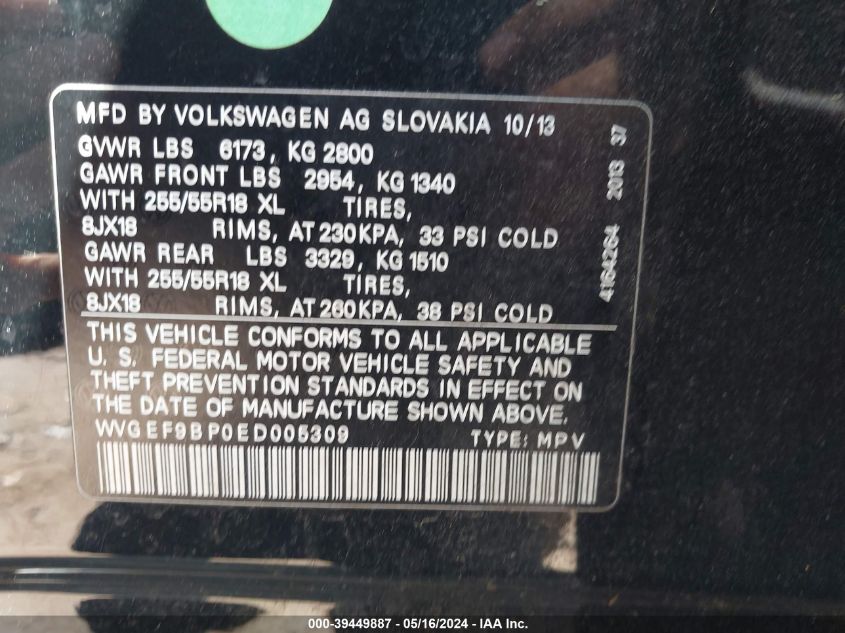 MFD BY VOLKSWAGEN AG SLOVAKIA 10/13
GVWR LBS 6173, KG 2800
GAWR FRONT LBS 2954, KG 1340
WITH 255/55R18 XL TIRES,
8JX18 RIMS, AT 230KPA, 33 PSI COLD
GAWR REAR LBS 3329, KG 1510
WITH 255/55R18 XL TIRES,
8JX18 RIMS, AT 260KPA, 38 PSI COLD
THIS VEHICLE CONFORMS TO ALL APPLICABLE
U. S. FEDERAL MOTOR VEHICLE SAFETY AND
THEFT PREVENTION STANDARDS IN EFFECT ON
THE DATE OF MANUFACTURE SHOWN ABOVE.
WVGEF9BP0ED005309 TYPE: MPV
4164264 2013 37
000-39449887 - 05/16/2024 - IAA Inc.